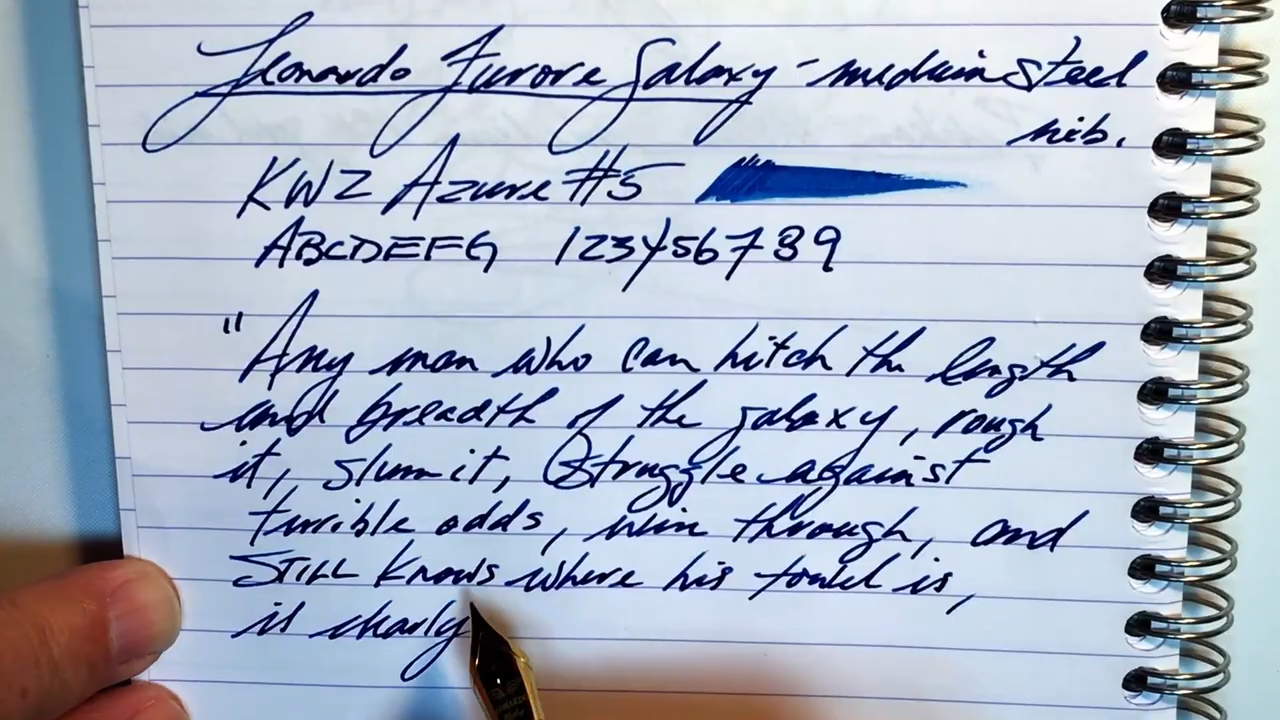 Leonardo Furore Galaxy - medium steel
nib.
KWZ Azure #5
ABCDEFG 123456789
"Any man who can hitch the length
and breadth of the galaxy, rough
it, slum it, struggle against
terrible odds, win through, and
STILL knows where his towel is,
is clearly